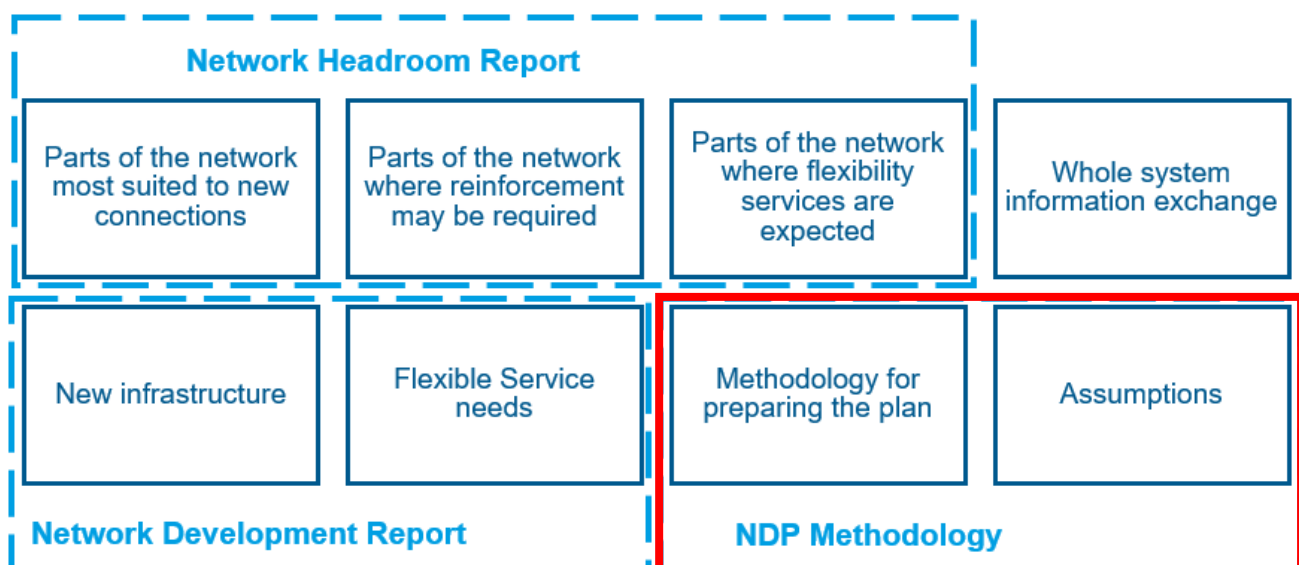 Network Headroom Report
Parts of the network
most suited to new
connections
Parts of the network
where reinforcement
may be required
Parts of the network
where flexibility
services are
expected
Whole system
information exchange
New infrastructure
Flexible Service
needs
Methodology for
preparing the plan
Assumptions
Network Development Report
NDP Methodology